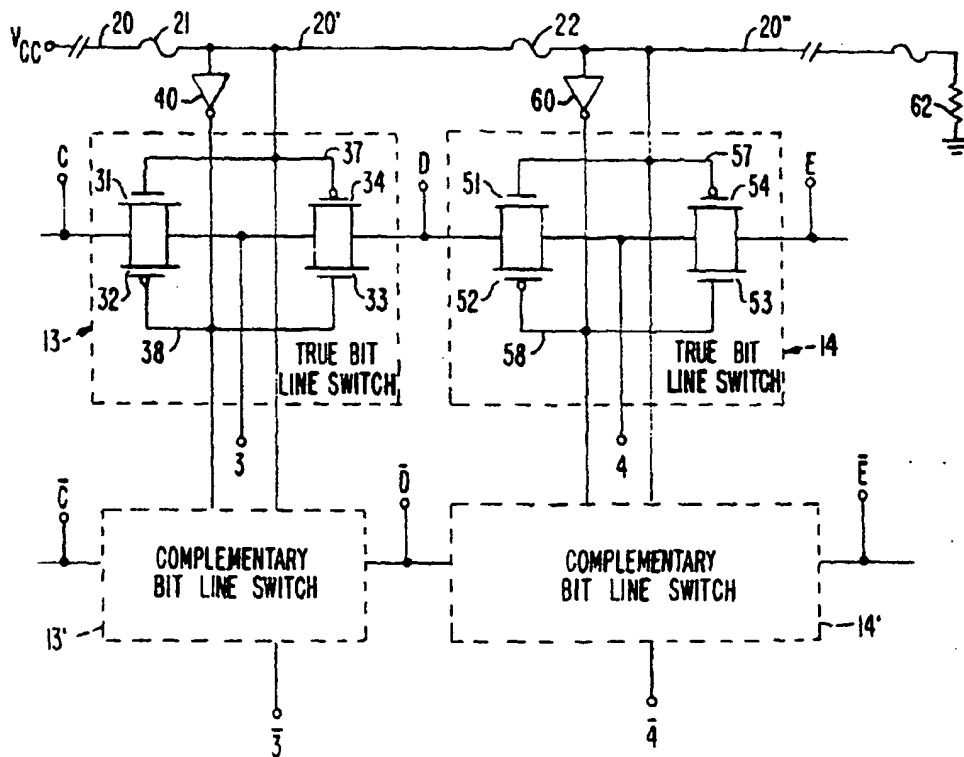 V_CC 20 21 20' 22 20"
40 60 62
C 37 D 57 E
31 34 51 54
32 33 52 53
13 38 58 14
TRUE BIT
LINE SWITCH
TRUE BIT
LINE SWITCH
3 4
C̅ D̅ E̅
COMPLEMENTARY
BIT LINE SWITCH
COMPLEMENTARY
BIT LINE SWITCH
13' 14'
3̅ 4̅